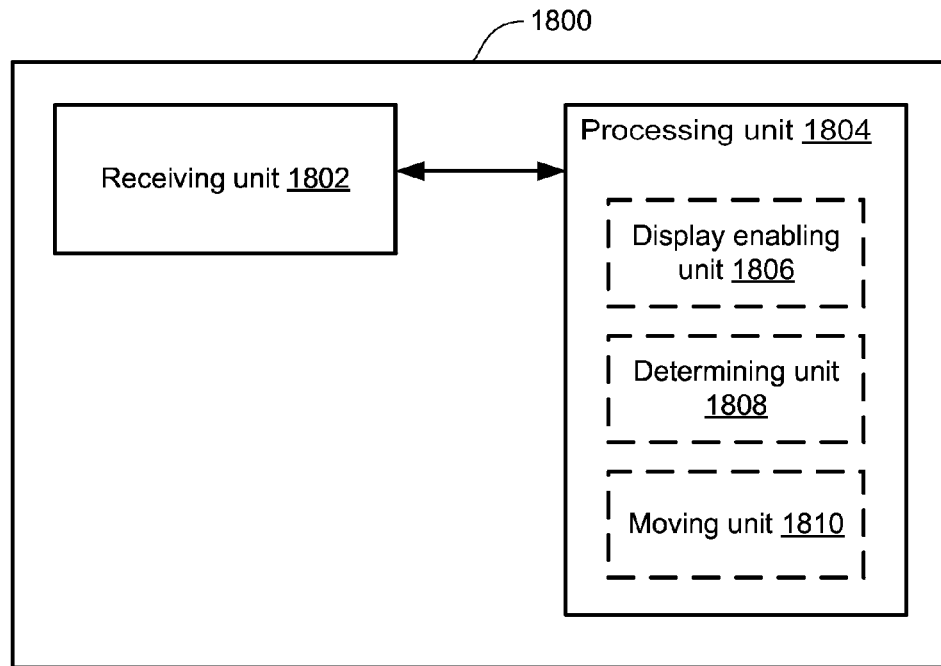 1800
Receiving unit 1802
Processing unit 1804
Display enabling
unit 1806
Determining unit
1808
Moving unit 1810